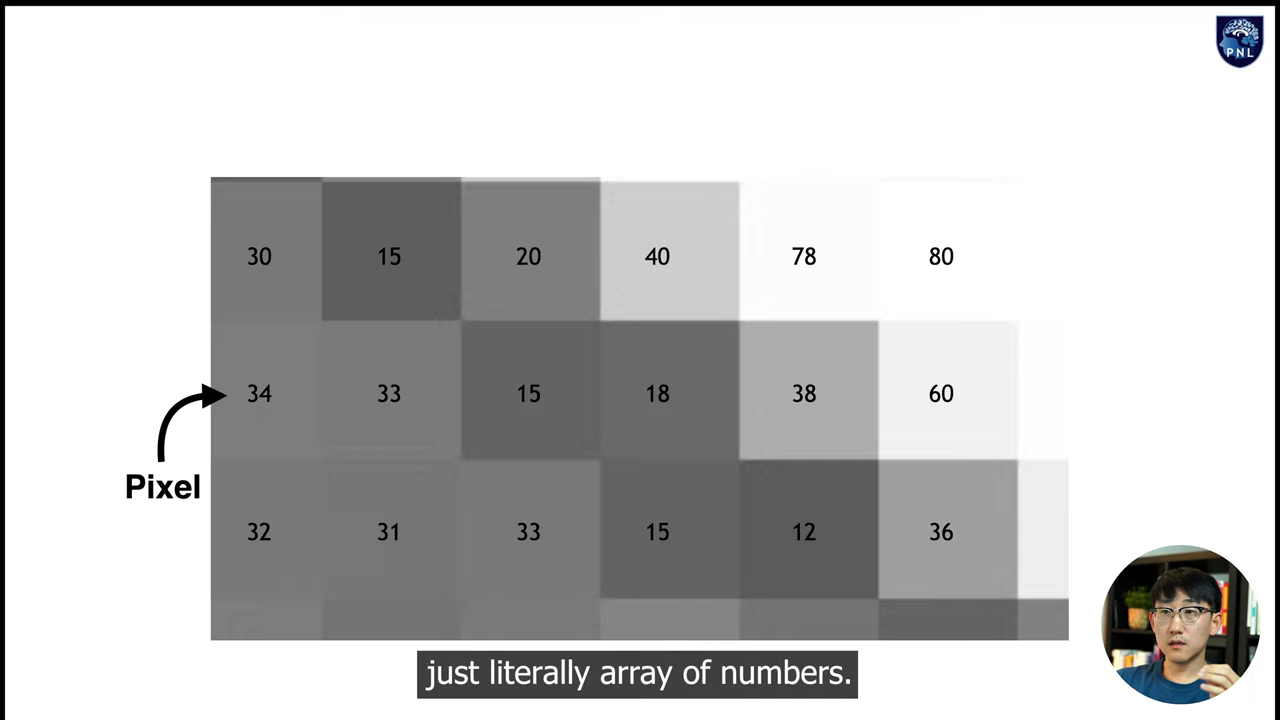 PNL
30 15 20 40 78 80
34 33 15 18 38 60
Pixel
32 31 33 15 12 36
just literally array of numbers.